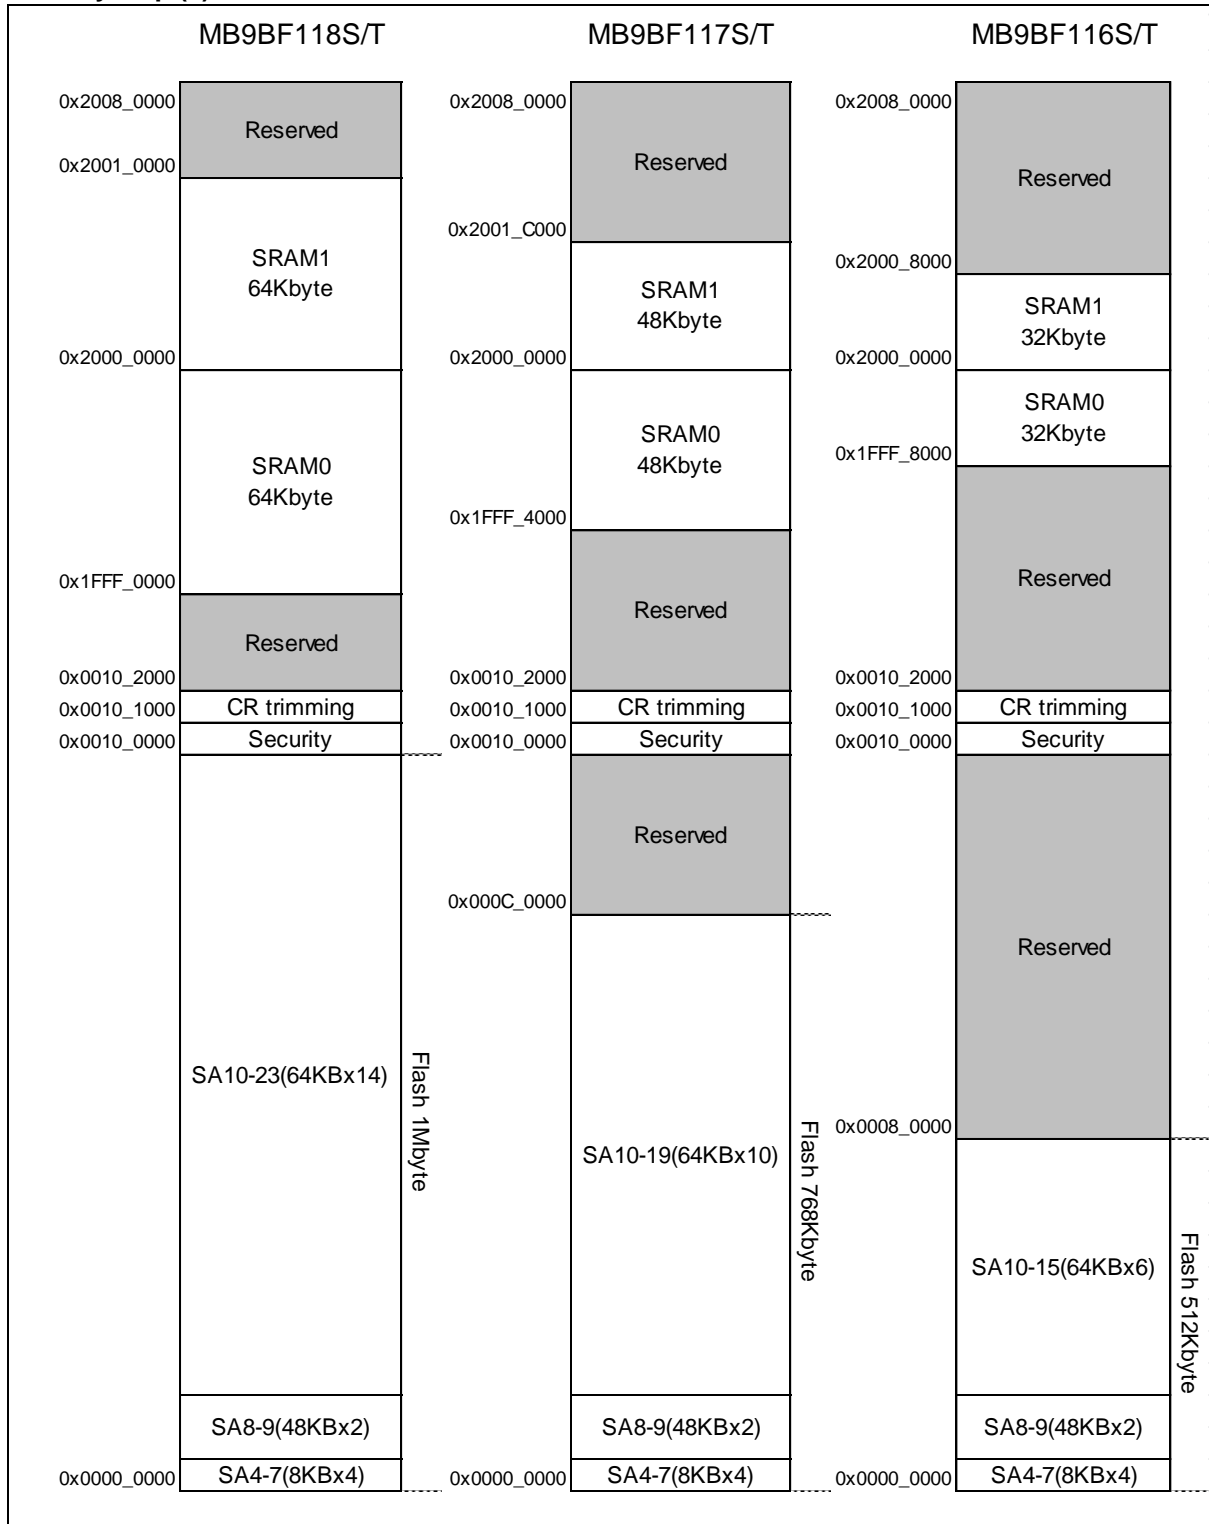 MB9BF118S/T
MB9BF117S/T
MB9BF116S/T
0x2008_0000
Reserved
0x2001_0000
SRAM1
64Kbyte
0x2000_0000
SRAM0
64Kbyte
0x1FFF_0000
Reserved
0x0010_2000
0x0010_1000
CR trimming
0x0010_0000
Security
SA10-23(64KBx14)
Flash 1Mbyte
SA8-9(48KBx2)
0x0000_0000
SA4-7(8KBx4)
0x2008_0000
Reserved
0x2001_C000
SRAM1
48Kbyte
0x2000_0000
SRAM0
48Kbyte
0x1FFF_4000
Reserved
0x0010_2000
0x0010_1000
CR trimming
0x0010_0000
Security
Reserved
0x000C_0000
SA10-19(64KBx10)
Flash 768Kbyte
SA8-9(48KBx2)
0x0000_0000
SA4-7(8KBx4)
0x2008_0000
Reserved
0x2000_8000
SRAM1
32Kbyte
0x2000_0000
SRAM0
32Kbyte
0x1FFF_8000
Reserved
0x0010_2000
0x0010_1000
CR trimming
0x0010_0000
Security
Reserved
0x0008_0000
SA10-15(64KBx6)
Flash 512Kbyte
SA8-9(48KBx2)
0x0000_0000
SA4-7(8KBx4)